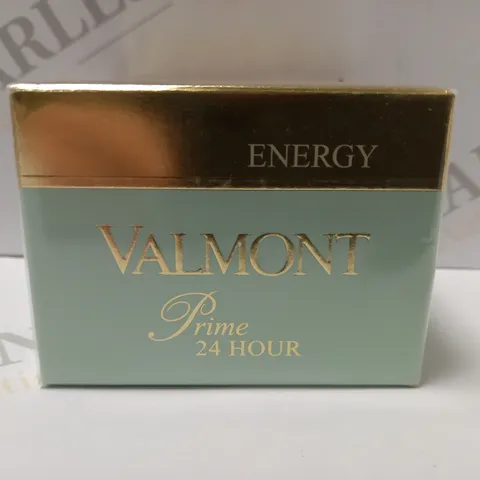 ENERGY
VALMONT
Prime
24 HOUR